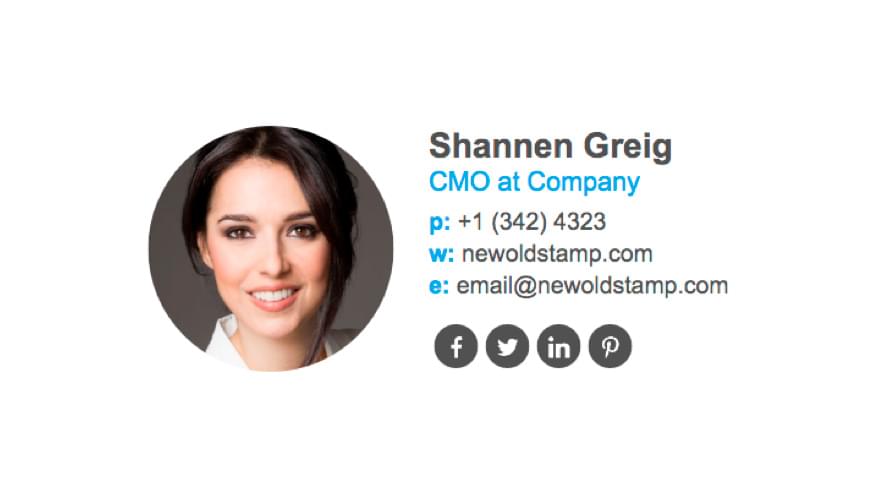 Shannen Greig
CMO at Company
p: +1 (342) 4323
w: newoldstamp.com
e: email@newoldstamp.com